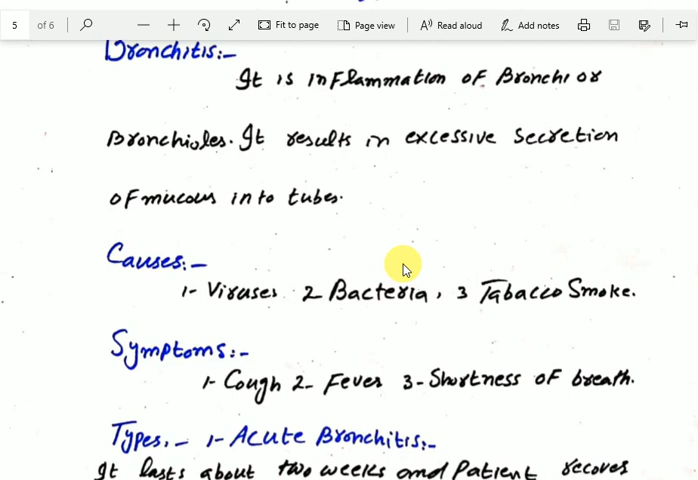 5 of 6 Fit to page Page view Read aloud Add notes
Bronchitis:-
It is inflammation of Bronchi or
Bronchioles. It results in excessive secretion
of mucous into tubes.
Causes:-
1- Viruses 2 Bacteria, 3 Tabacco Smoke.
Symptoms:-
1- Cough 2- Fever 3- Shortness of breath.
Types.- 1- Acute Bronchitis:-
It lasts about two weeks and Patient recovers